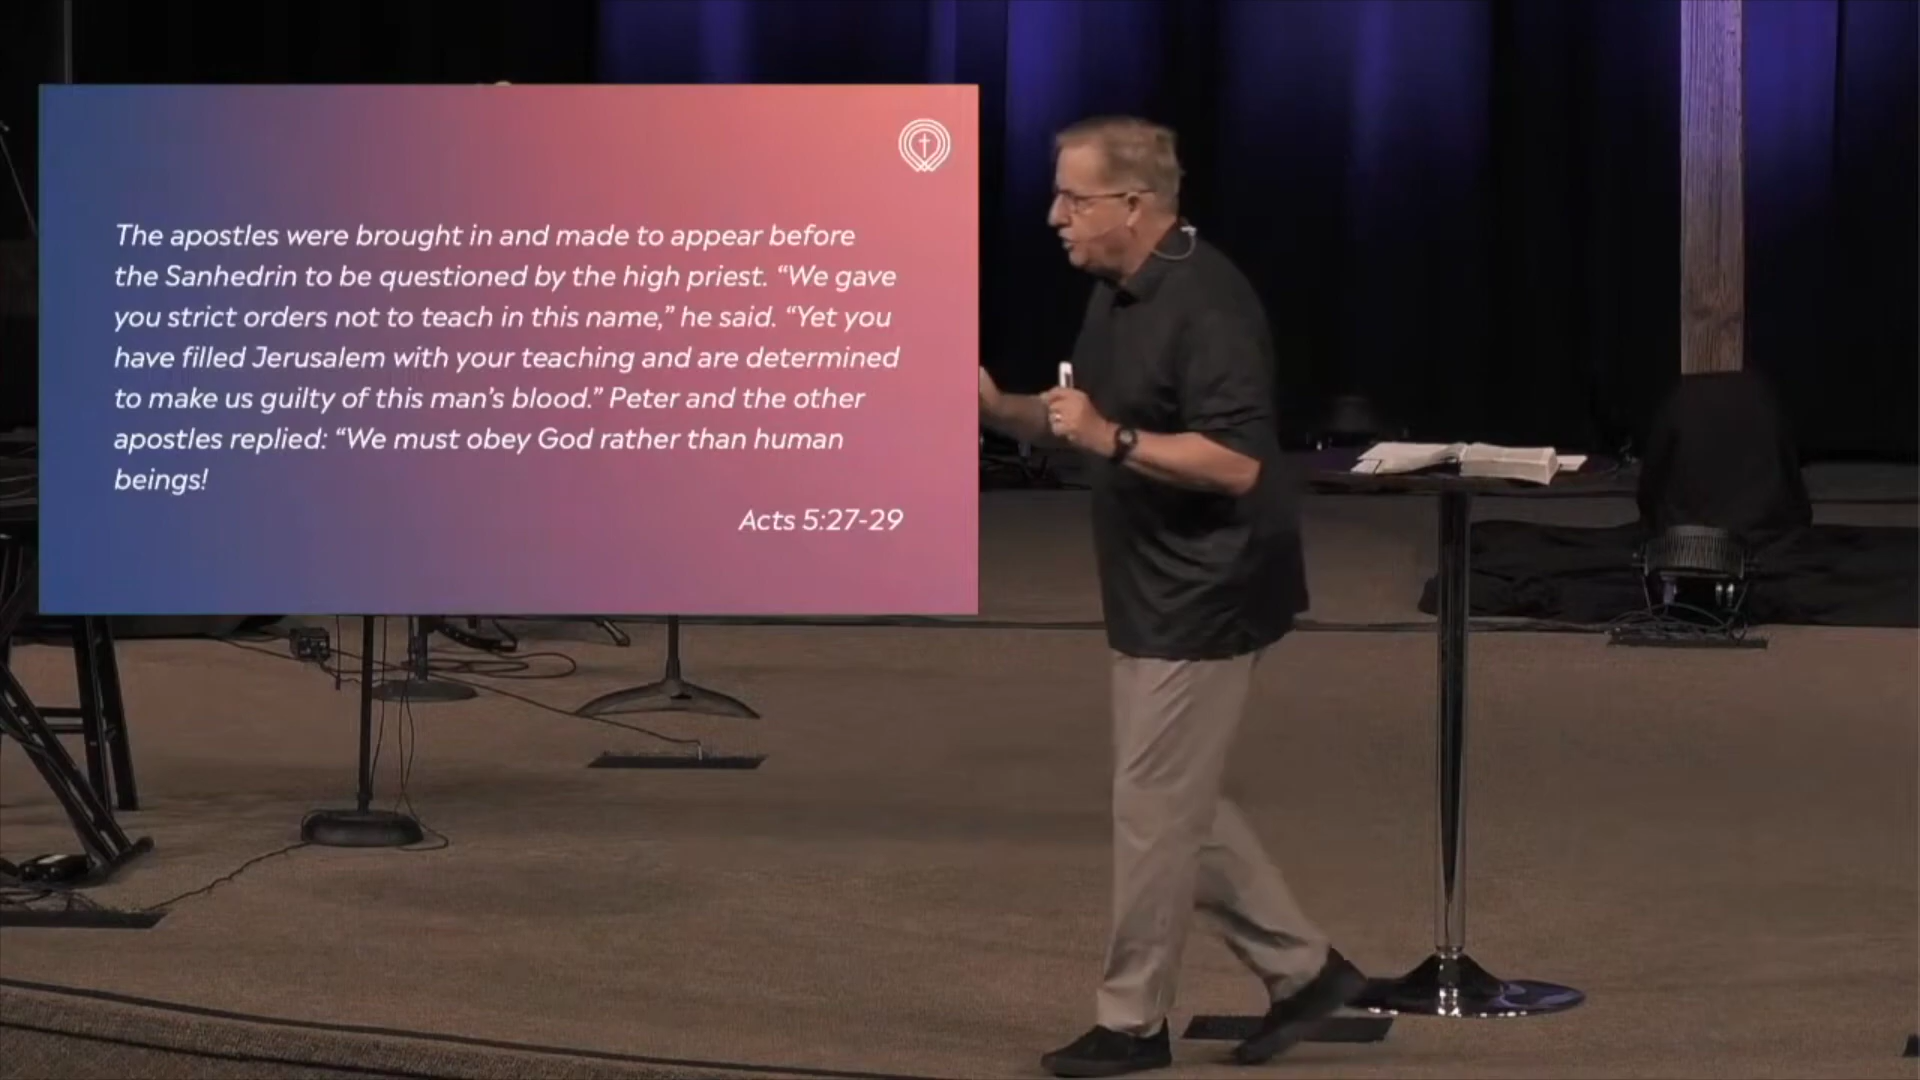 The apostles were brought in and made to appear before
the Sanhedrin to be questioned by the high priest. “We gave
you strict orders not to teach in this name,” he said. “Yet you
have filled Jerusalem with your teaching and are determined
to make us guilty of this man’s blood.” Peter and the other
apostles replied: “We must obey God rather than human
beings!
Acts 5:27-29